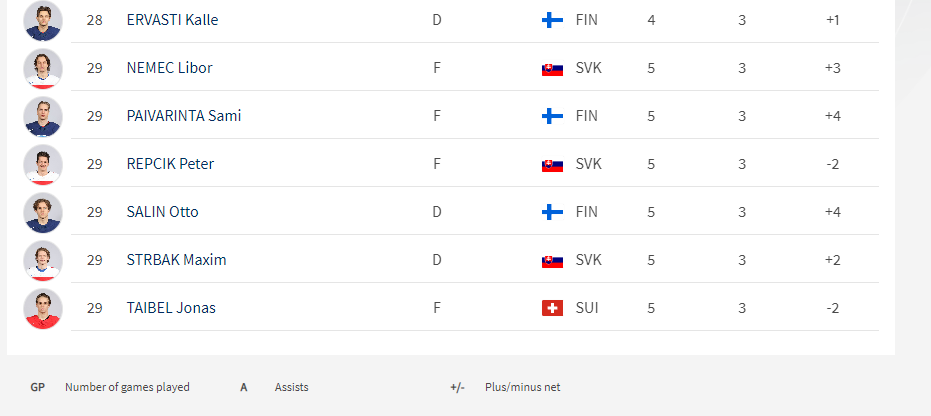 28 ERVASTI Kalle D FIN 4 3 +1
29 NEMEC Libor F SVK 5 3 +3
29 PAIVARINTA Sami F FIN 5 3 +4
29 REPCIK Peter F SVK 5 3 -2
29 SALIN Otto D FIN 5 3 +4
29 STRBAK Maxim D SVK 5 3 +2
29 TAIBEL Jonas F SUI 5 3 -2
GP Number of games played A Assists +/- Plus/minus net